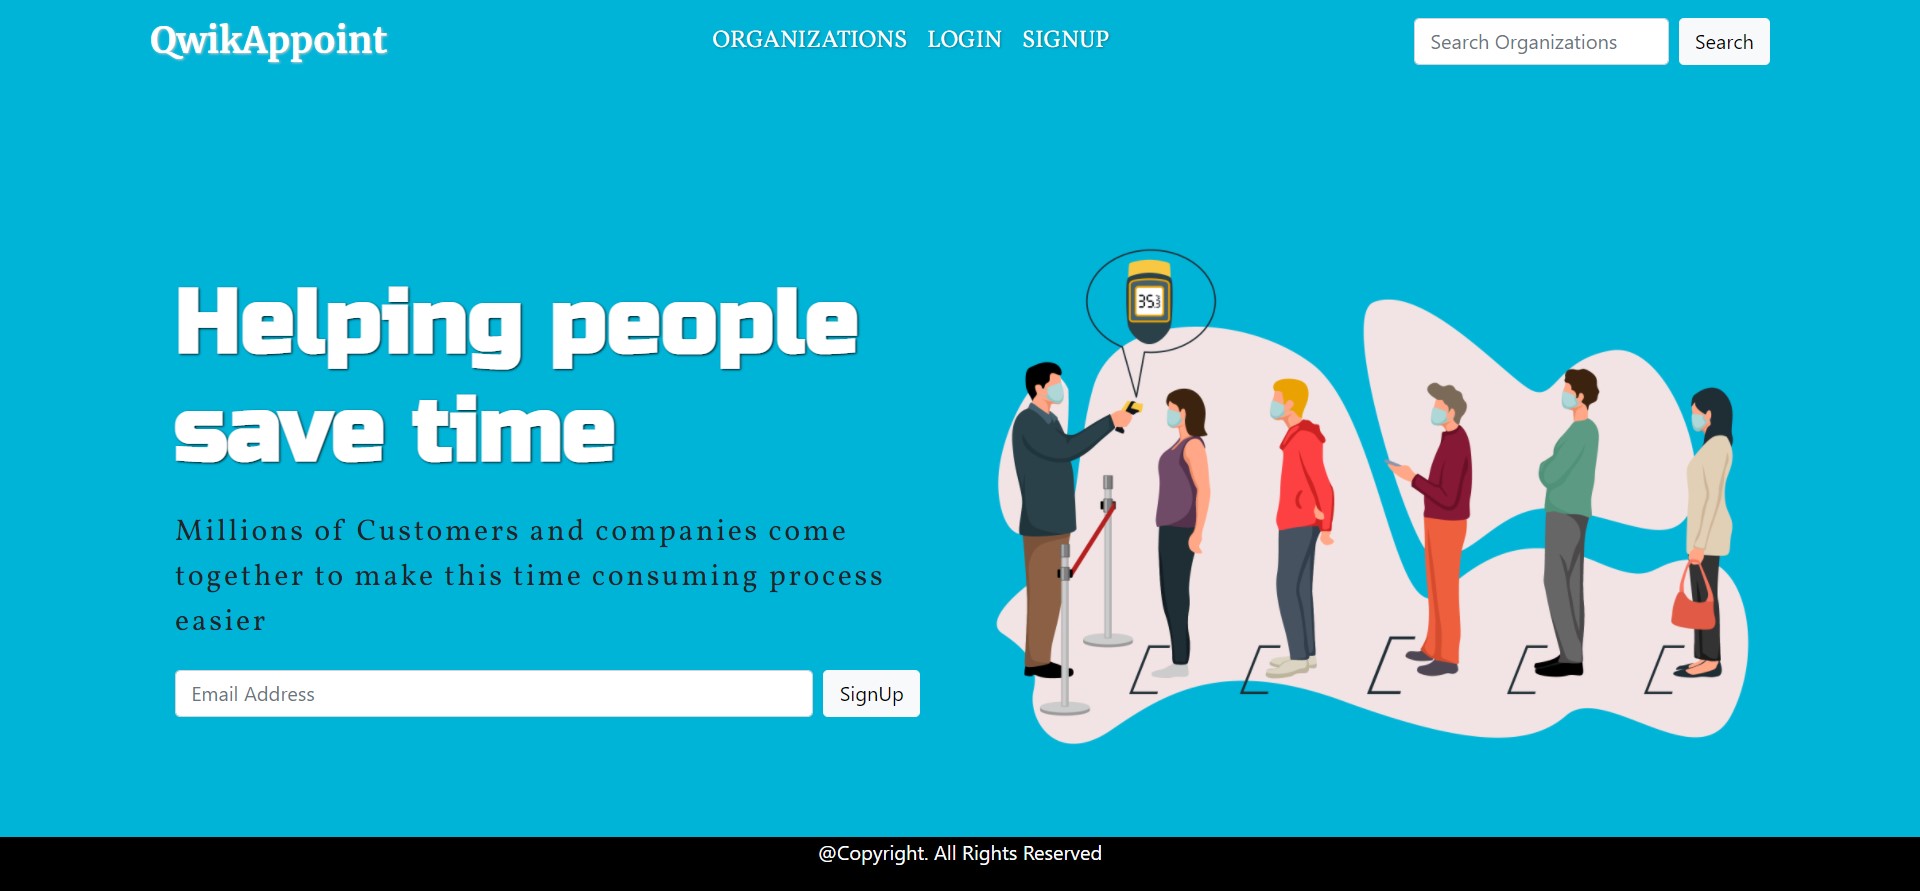 QwikAppoint
ORGANIZATIONS LOGIN SIGNUP
Search Organizations
Search
Helping people
save time
Millions of Customers and companies come
together to make this time consuming process
easier
Email Address
SignUp
35.3
@Copyright. All Rights Reserved